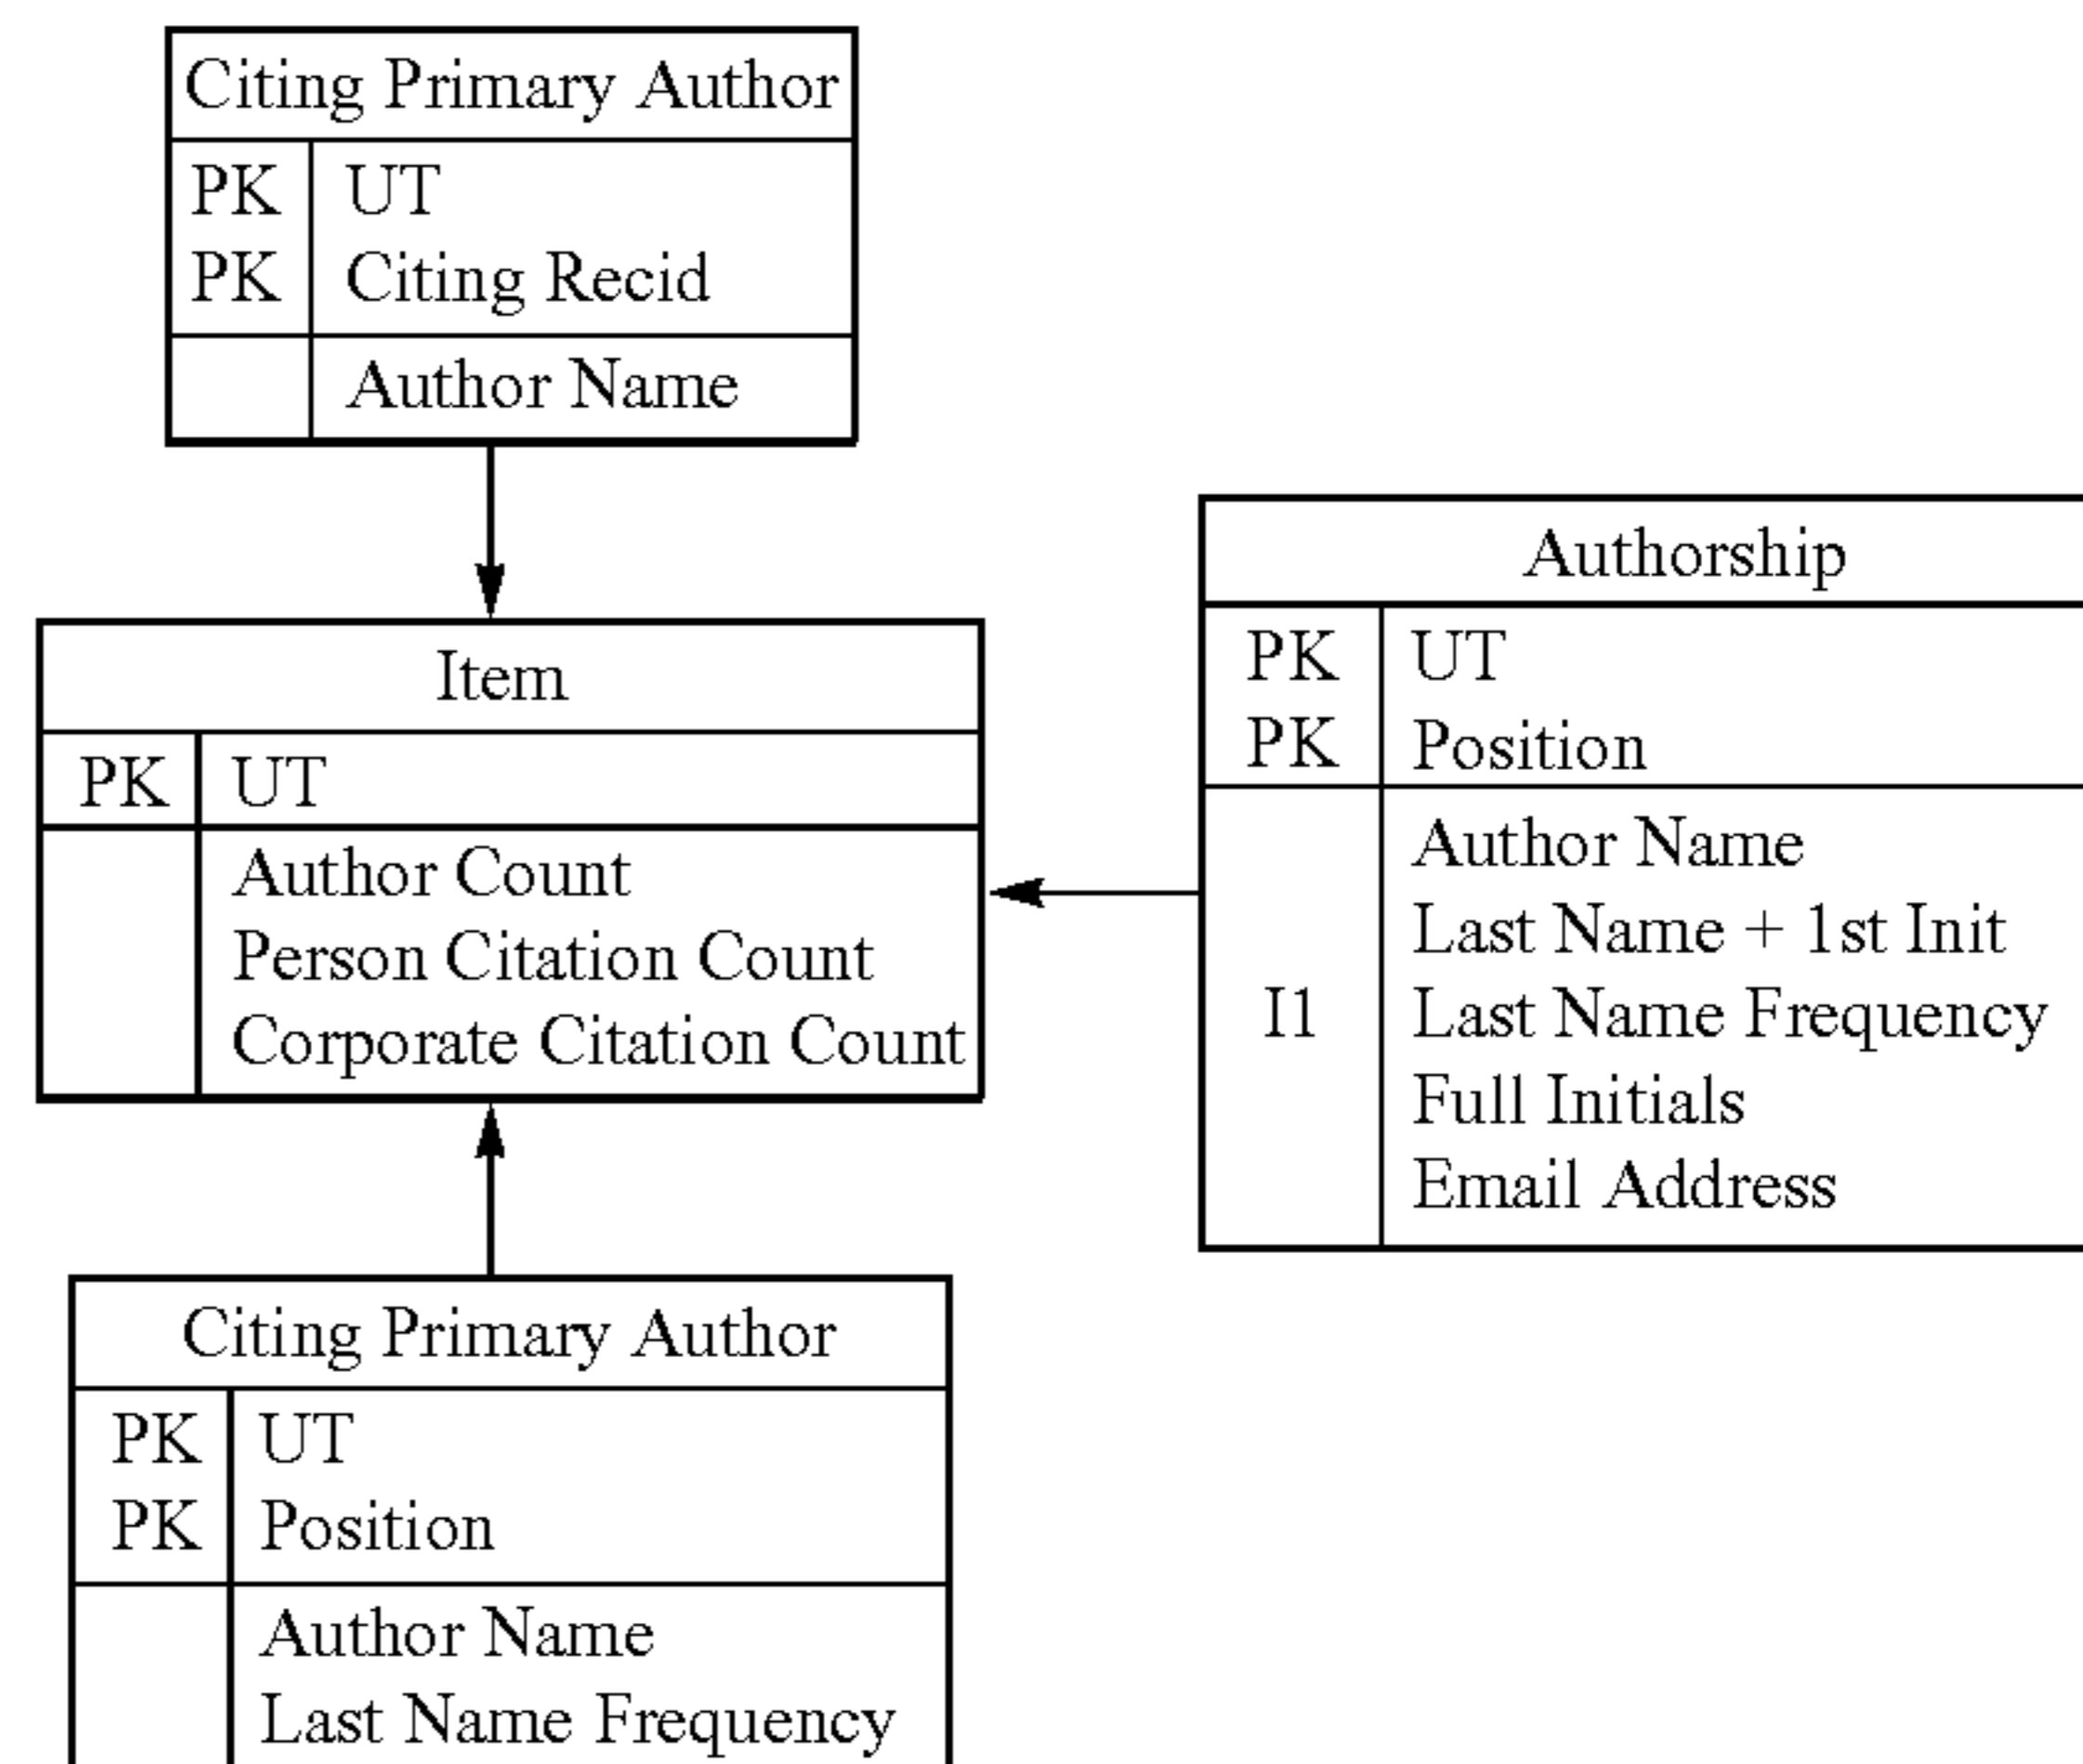 Citing Primary Author
PK UT
PK Citing Recid
Author Name
Item
PK UT
Author Count
Person Citation Count
Corporate Citation Count
Authorship
PK UT
PK Position
Author Name
Last Name + 1st Init
I1 Last Name Frequency
Full Initials
Email Address
Citing Primary Author
PK UT
PK Position
Author Name
Last Name Frequency